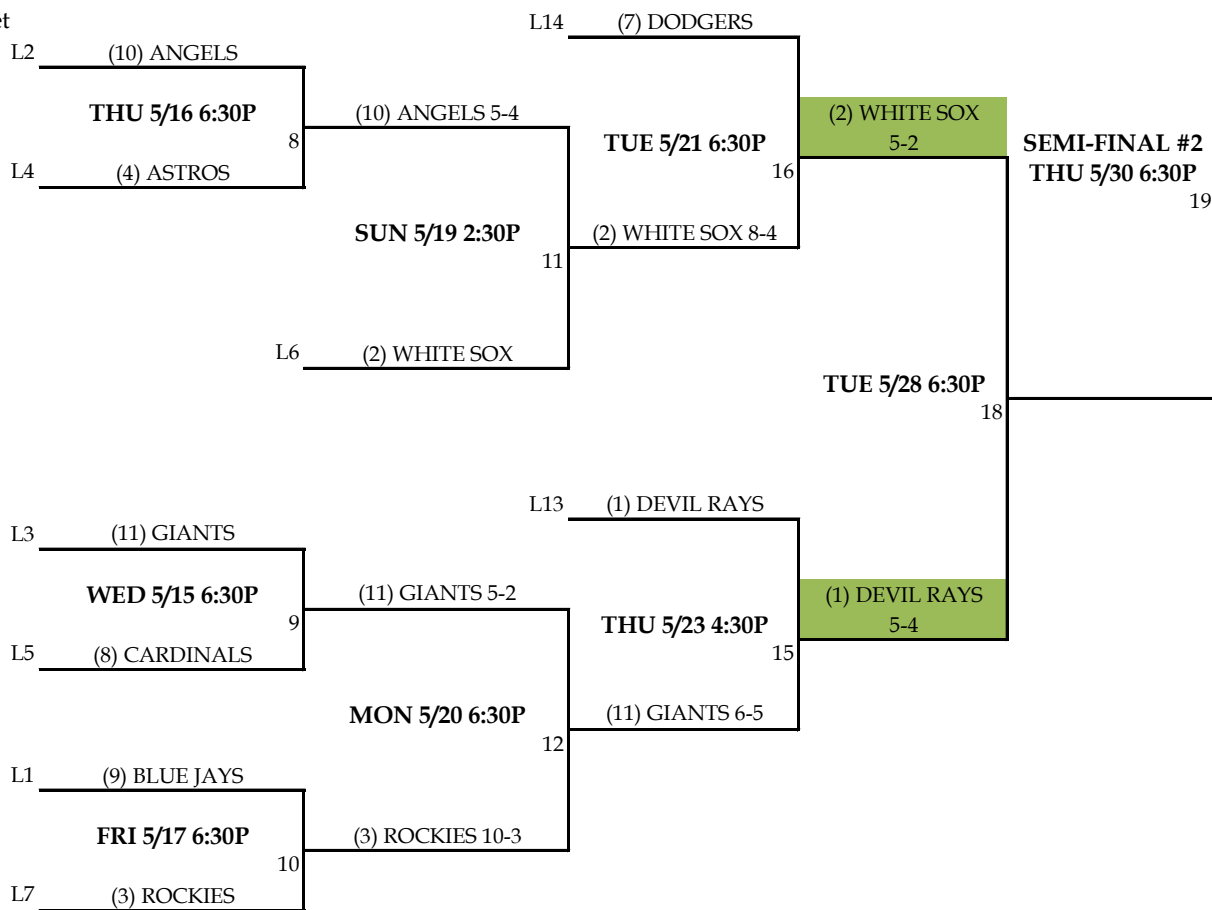 et
L14 (7) DODGERS
L2 (10) ANGELS
THU 5/16 6:30P
8
(10) ANGELS 5-4
L4 (4) ASTROS
TUE 5/21 6:30P
16
(2) WHITE SOX
5-2
SEMI-FINAL #2
THU 5/30 6:30P
19
SUN 5/19 2:30P
11
(2) WHITE SOX 8-4
L6 (2) WHITE SOX
TUE 5/28 6:30P
18
L13 (1) DEVIL RAYS
L3 (11) GIANTS
WED 5/15 6:30P
9
(11) GIANTS 5-2
L5 (8) CARDINALS
THU 5/23 4:30P
15
(1) DEVIL RAYS
5-4
MON 5/20 6:30P
12
(11) GIANTS 6-5
L1 (9) BLUE JAYS
FRI 5/17 6:30P
10
(3) ROCKIES 10-3
L7 (3) ROCKIES